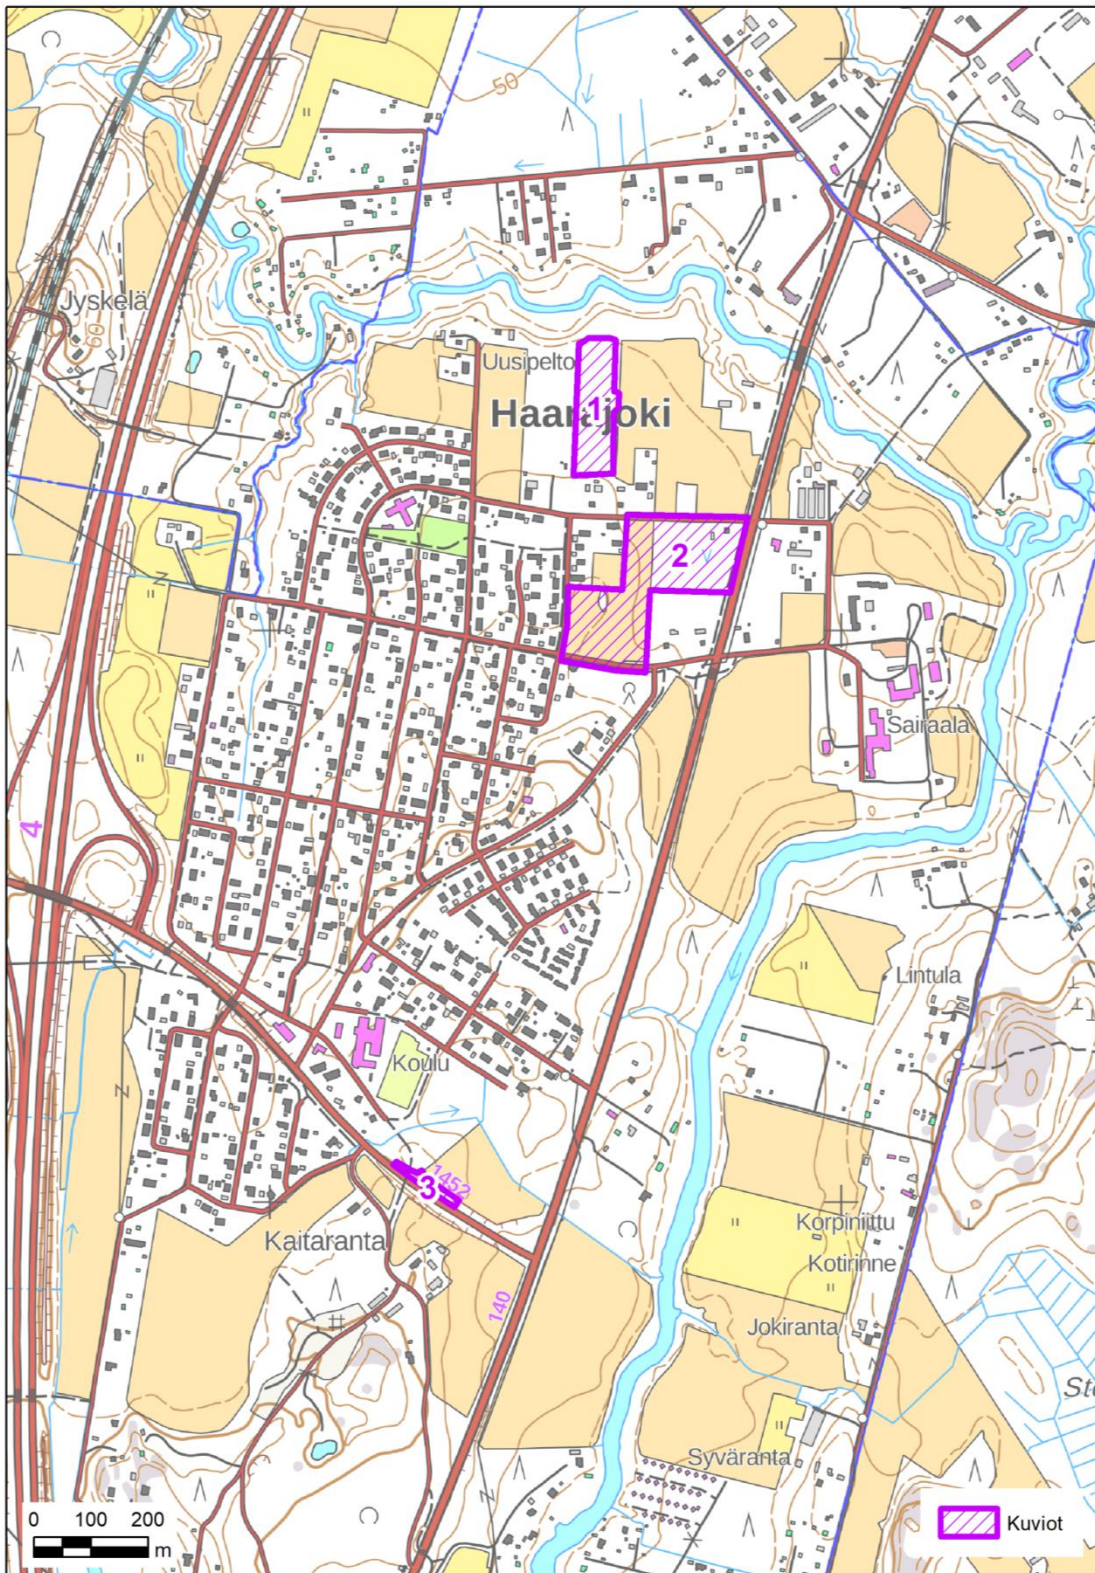 50
Jyskelä
60
Uusipelto
Haarajoki
1
2
Sairaala
4
Lintula
Koulu
1452
3
Korpiniittu
Kaitaranta
Kotirinne
140
Jokiranta
Syväranta
0 100 200
m
Kuviot